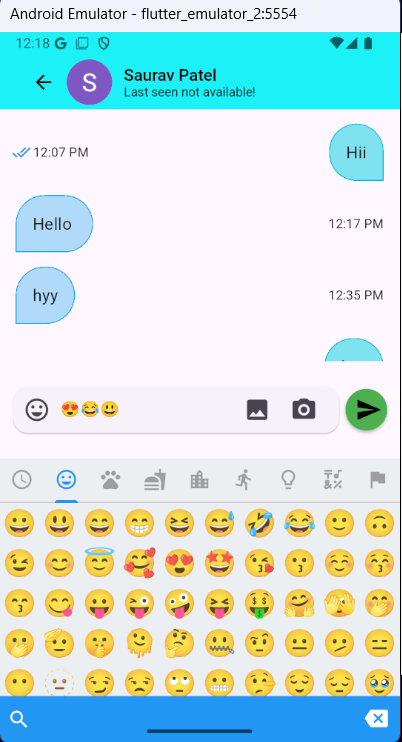 Android Emulator - flutter_emulator_2:5554
12:18 G
S
Saurav Patel
Last seen not available!
12:07 PM
Hii
Hello
12:17 PM
hyy
12:35 PM
😍😂😃